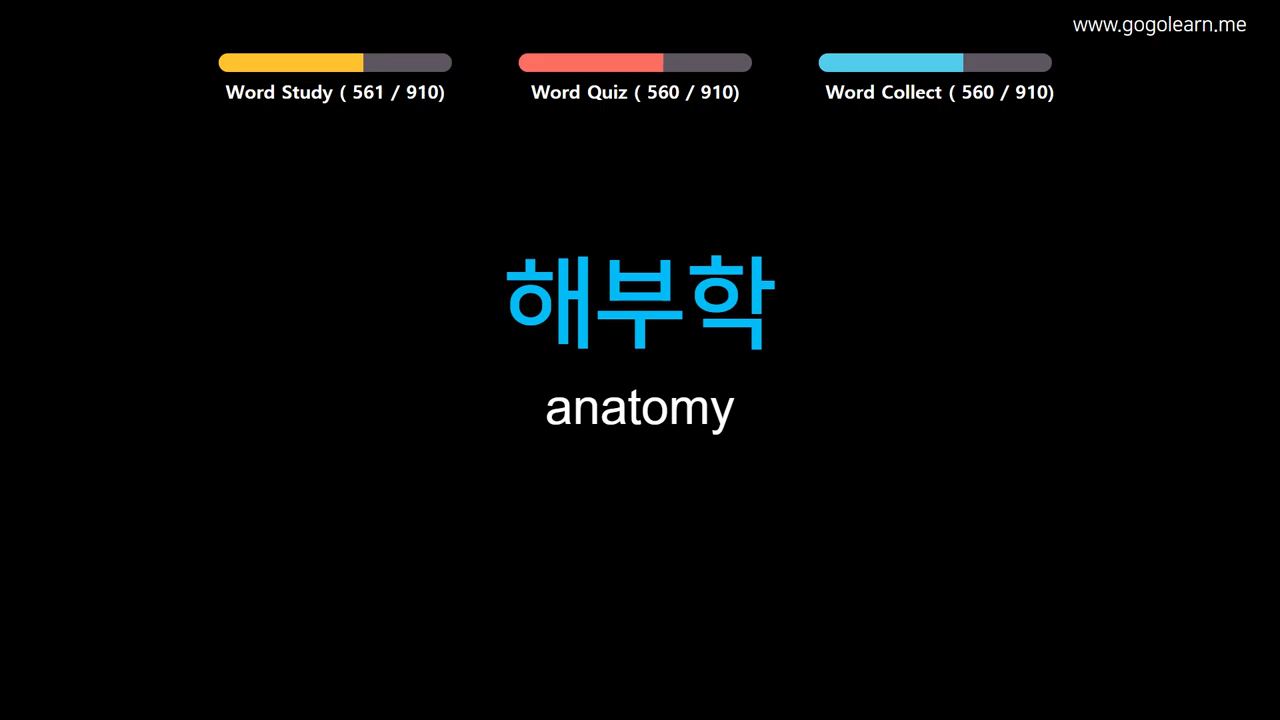 www.gogolearn.me
Word Study ( 561 / 910)
Word Quiz ( 560 / 910)
Word Collect ( 560 / 910)
해부학
anatomy